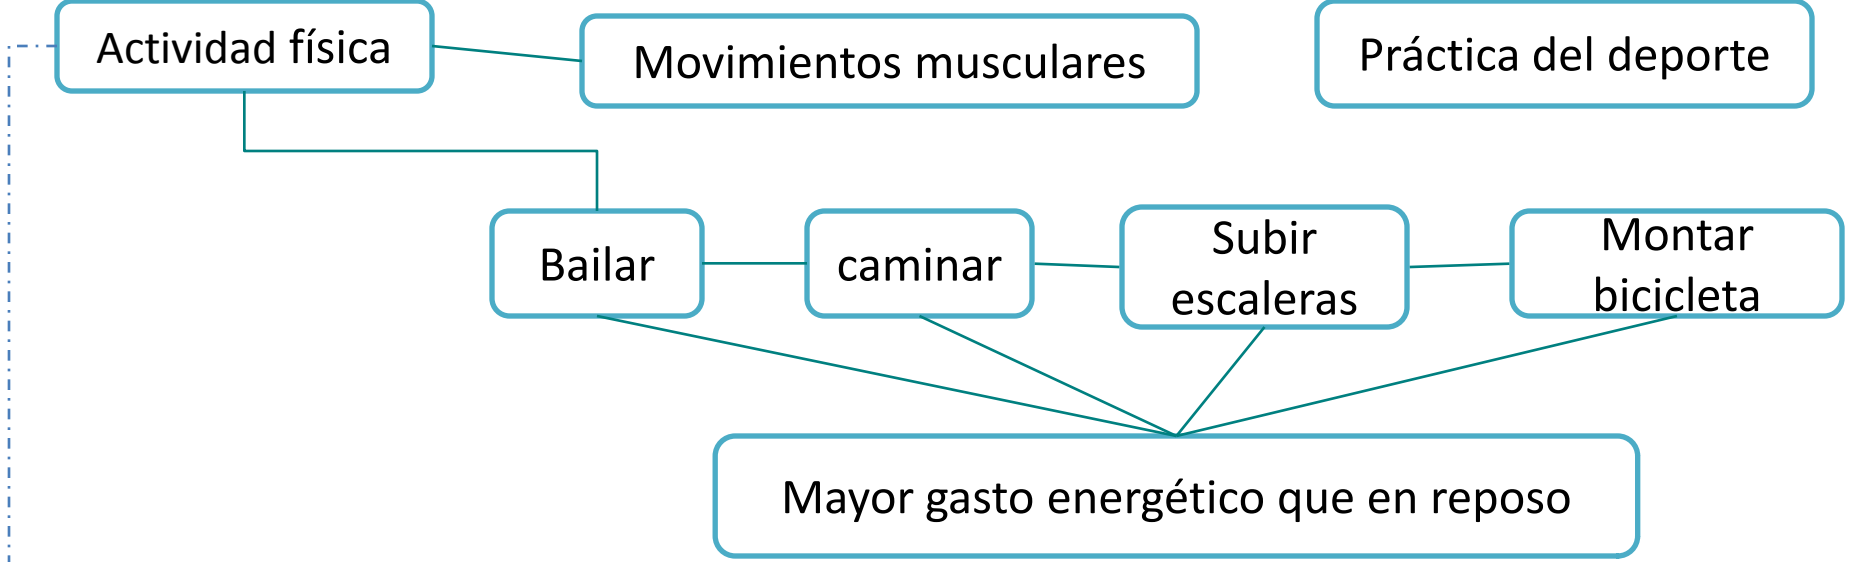 Actividad física
Movimientos musculares
Práctica del deporte
Bailar
caminar
Subir
escaleras
Montar
bicicleta
Mayor gasto energético que en reposo